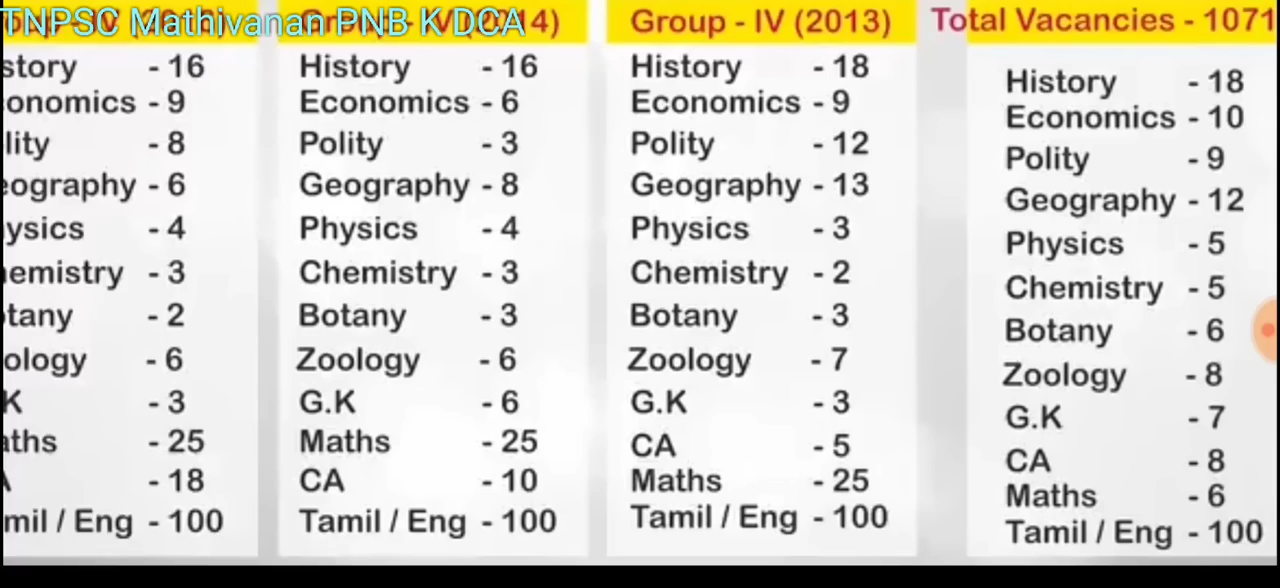 TNPSC Mathivanan PNB K DCA
Group - IV (2014)
Group - IV (2013)
Total Vacancies - 1071
story - 16
onomics - 9
lity - 8
eography - 6
ysics - 4
emistry - 3
tany - 2
ology - 6
K - 3
aths - 25
- 18
mil / Eng - 100
History - 16
Economics - 6
Polity - 3
Geography - 8
Physics - 4
Chemistry - 3
Botany - 3
Zoology - 6
G.K - 6
Maths - 25
CA - 10
Tamil / Eng - 100
History - 18
Economics - 9
Polity - 12
Geography - 13
Physics - 3
Chemistry - 2
Botany - 3
Zoology - 7
G.K - 3
CA - 5
Maths - 25
Tamil / Eng - 100
History - 18
Economics - 10
Polity - 9
Geography - 12
Physics - 5
Chemistry - 5
Botany - 6
Zoology - 8
G.K - 7
CA - 8
Maths - 6
Tamil / Eng - 100